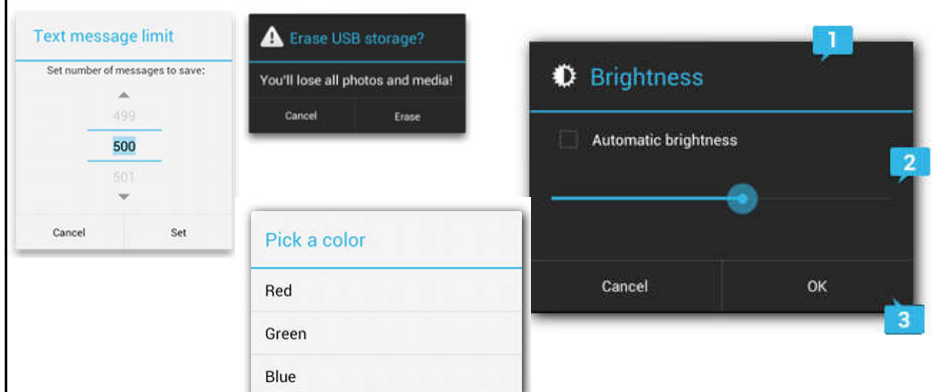 Text message limit
Set number of messages to save:
499
500
501
Cancel Set
Erase USB storage?
You'll lose all photos and media!
Cancel Erase
Pick a color
Red
Green
Blue
1
Brightness
Automatic brightness
2
Cancel OK
3